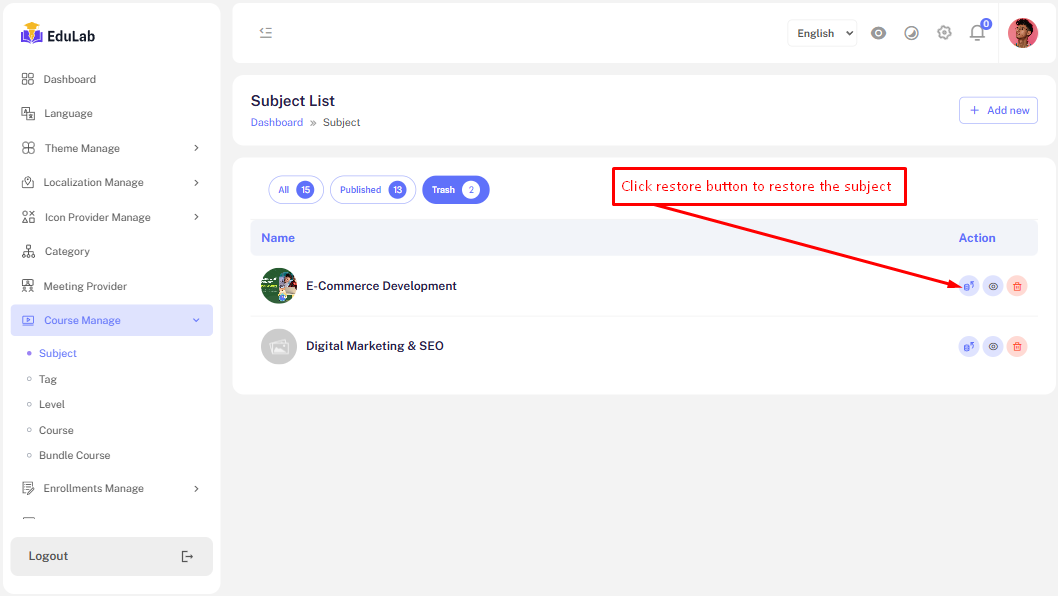 EduLab
Dashboard
Language
Theme Manage
Localization Manage
Icon Provider Manage
Category
Meeting Provider
Course Manage
Subject
Tag
Level
Course
Bundle Course
Enrollments Manage
Logout
English
0
Subject List
Dashboard » Subject
+ Add new
All 15
Published 13
Trash 2
Click restore button to restore the subject
Name Action
E-Commerce Development
Digital Marketing & SEO